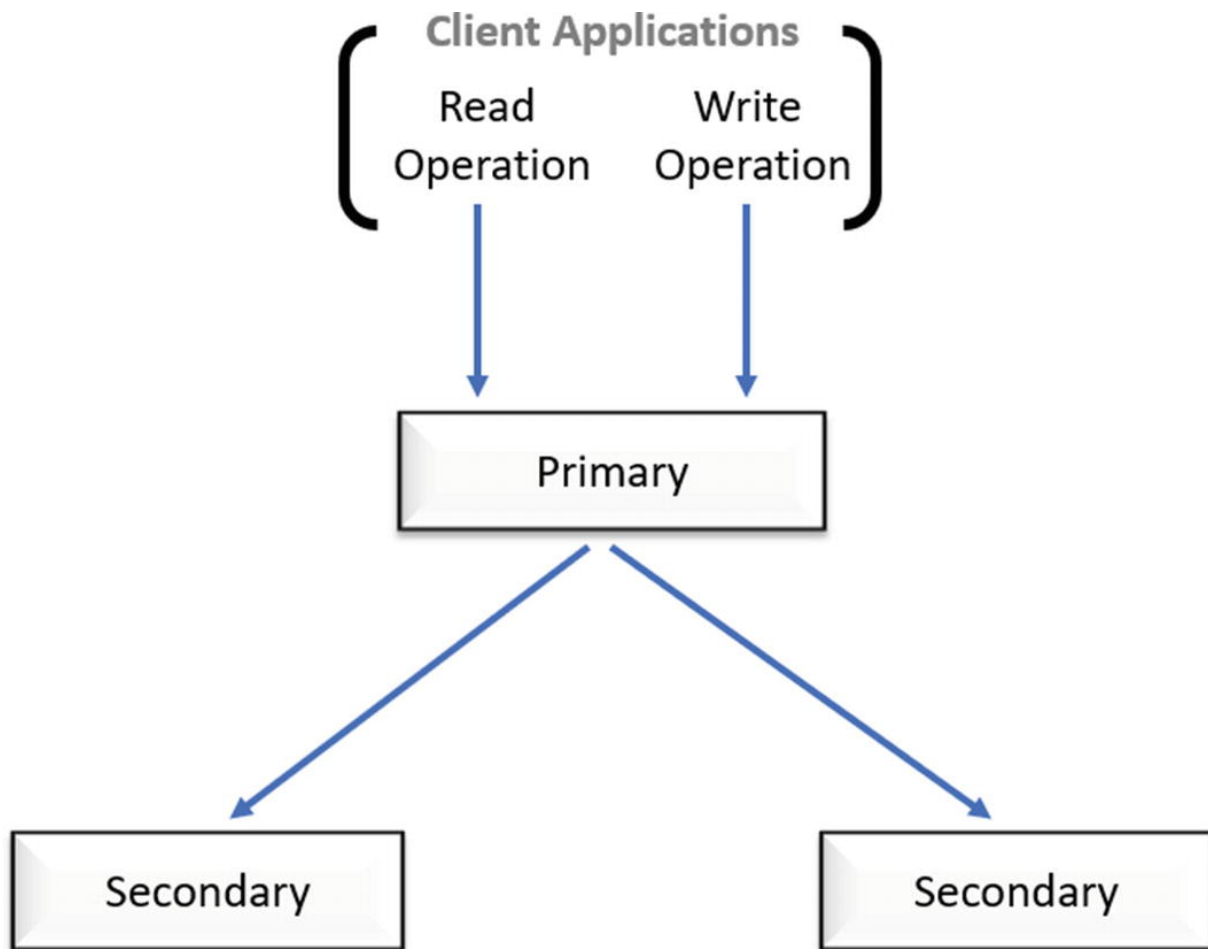 Client Applications
Read Write
Operation Operation
Primary
Secondary Secondary